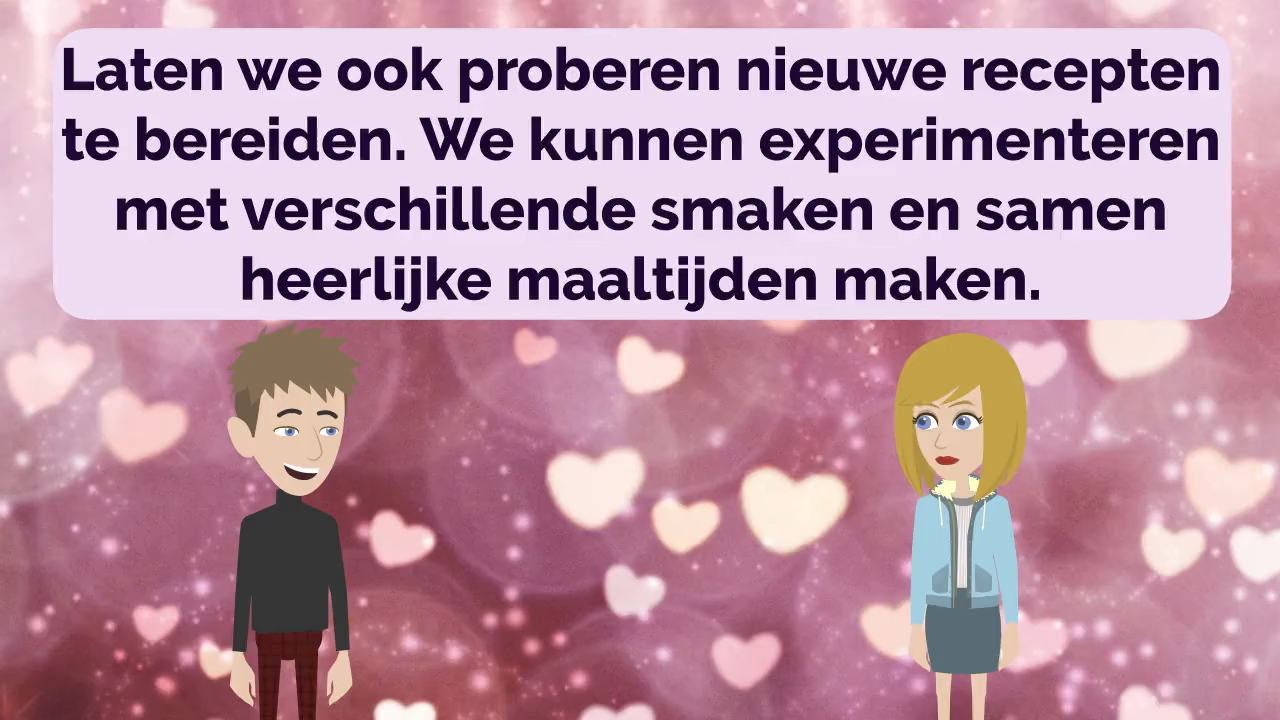 Laten we ook proberen nieuwe recepten
te bereiden. We kunnen experimenteren
met verschillende smaken en samen
heerlijke maaltijden maken.